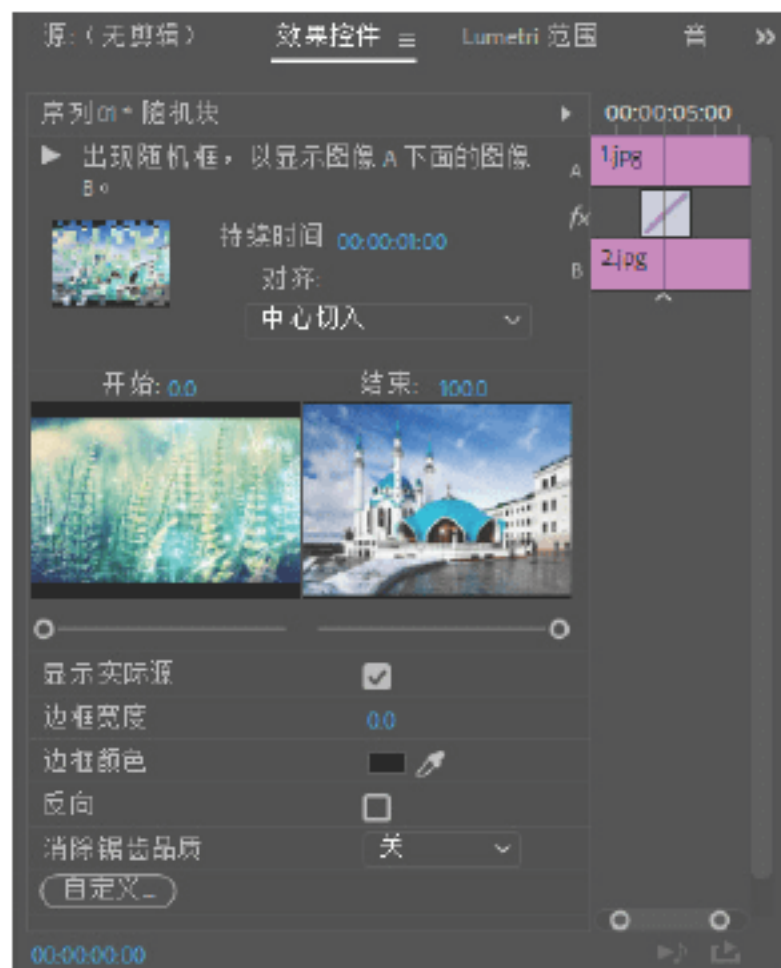 源:（无剪辑） 效果控件 Lumetri 范围 音 »
序列 01 * 随机块 00:00:05:00
出现随机框，以显示图像 A 下面的图像 B。
A 1.jpg
fx
持续时间 00:00:01:00
对齐:
B 2.jpg
中心切入
开始: 0.0 结束: 100.0
显示实际源
边框宽度 0.0
边框颜色
反向
消除锯齿品质 关
自定义...
00:00:00:00